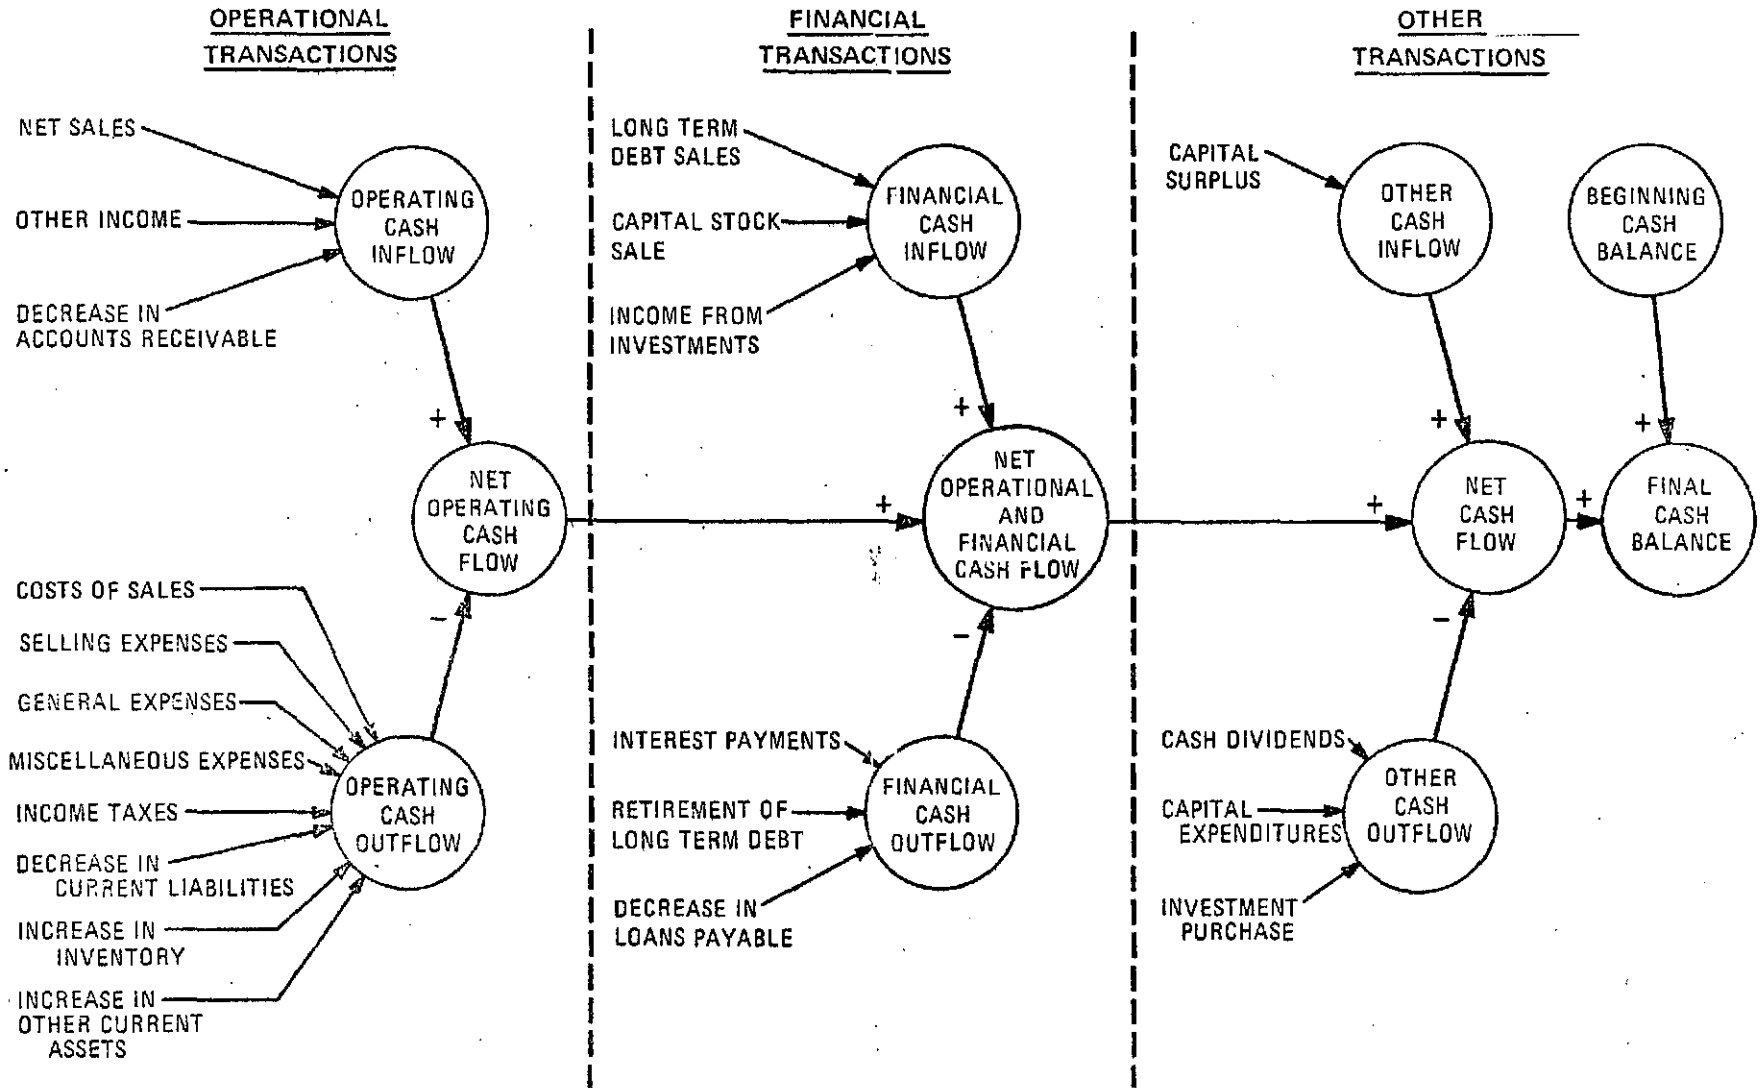 OPERATIONAL
TRANSACTIONS
NET SALES
OTHER INCOME
DECREASE IN
ACCOUNTS RECEIVABLE
OPERATING
CASH
INFLOW
+
NET
OPERATING
CASH
FLOW
−
COSTS OF SALES
SELLING EXPENSES
GENERAL EXPENSES
MISCELLANEOUS EXPENSES
INCOME TAXES
DECREASE IN
CURRENT LIABILITIES
INCREASE IN
INVENTORY
INCREASE IN
OTHER CURRENT
ASSETS
OPERATING
CASH
OUTFLOW
FINANCIAL
TRANSACTIONS
LONG TERM
DEBT SALES
CAPITAL STOCK
SALE
INCOME FROM
INVESTMENTS
FINANCIAL
CASH
INFLOW
+
+
NET
OPERATIONAL
AND
FINANCIAL
CASH FLOW
−
INTEREST PAYMENTS
RETIREMENT OF
LONG TERM DEBT
DECREASE IN
LOANS PAYABLE
FINANCIAL
CASH
OUTFLOW
OTHER
TRANSACTIONS
CAPITAL
SURPLUS
OTHER
CASH
INFLOW
BEGINNING
CASH
BALANCE
+
+
+
NET
CASH
FLOW
+
FINAL
CASH
BALANCE
−
CASH DIVIDENDS
CAPITAL
EXPENDITURES
INVESTMENT
PURCHASE
OTHER
CASH
OUTFLOW